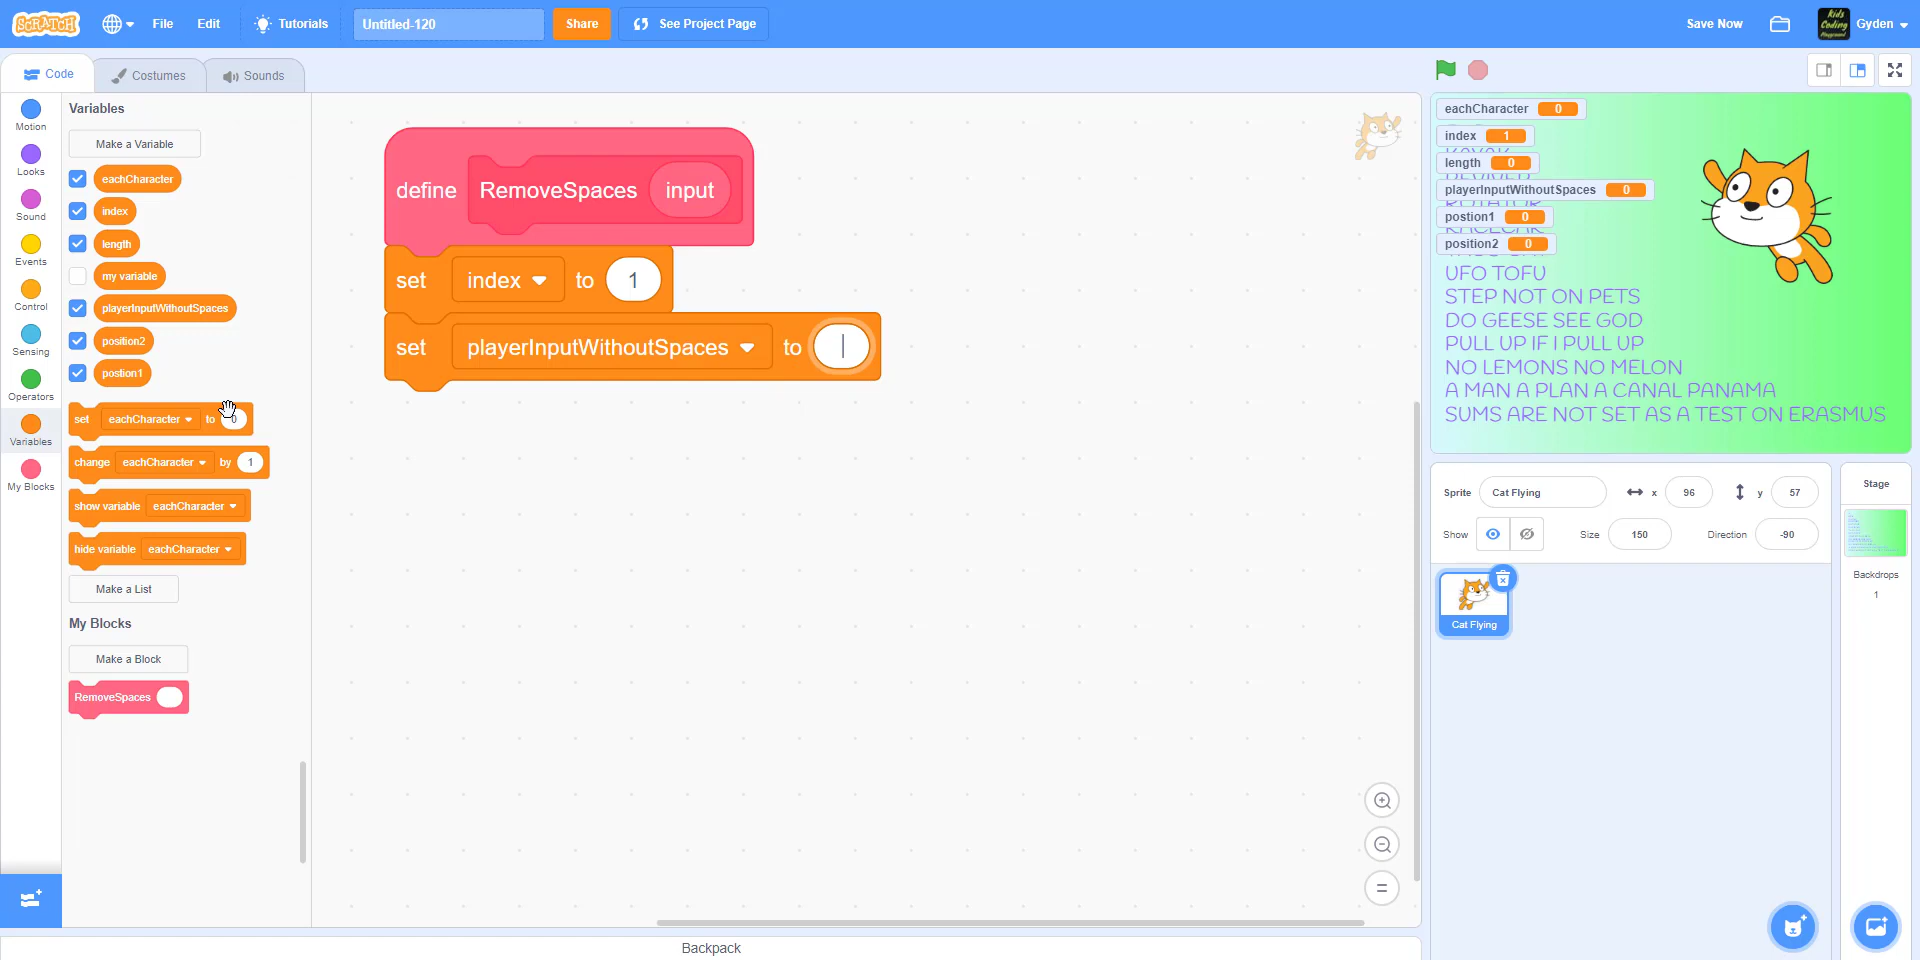 SCRATCH
File
Edit
Tutorials
Untitled-120
Share
See Project Page
Save Now
Kids
Coding
Playground
Gyden
Code
Costumes
Sounds
Motion
Looks
Sound
Events
Control
Sensing
Operators
Variables
My Blocks
Variables
Make a Variable
eachCharacter
index
length
my variable
playerInputWithoutSpaces
position2
postion1
set eachCharacter to 0
change eachCharacter by 1
show variable eachCharacter
hide variable eachCharacter
Make a List
My Blocks
Make a Block
RemoveSpaces
define RemoveSpaces input
set index to 1
set playerInputWithoutSpaces to
Backpack
eachCharacter 0
index 1
length 0
playerInputWithoutSpaces 0
postion1 0
position2 0
UFO TOFU
STEP NOT ON PETS
DO GEESE SEE GOD
PULL UP IF I PULL UP
NO LEMONS NO MELON
A MAN A PLAN A CANAL PANAMA
SUMS ARE NOT SET AS A TEST ON ERASMUS
Sprite Cat Flying x 96 y 57
Show Size 150 Direction -90
Cat Flying
Stage
Backdrops
1